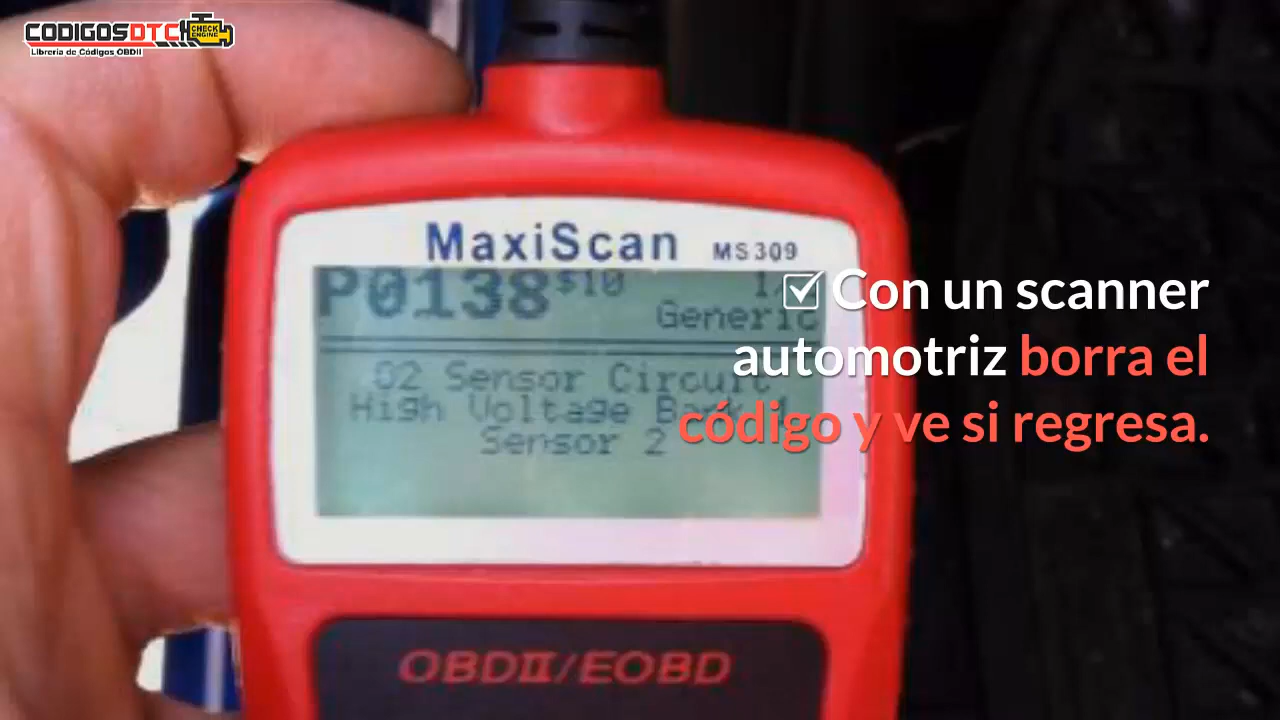 CODIGOSDTC
CHECK
ENGINE
Librería de Códigos OBDII
MaxiScan MS309
P0138 $10
Generic
O2 Sensor Circuit
High Voltage Bank 1
Sensor 2
☑ Con un scanner
automotriz borra el
código y ve si regresa.
OBDII/EOBD